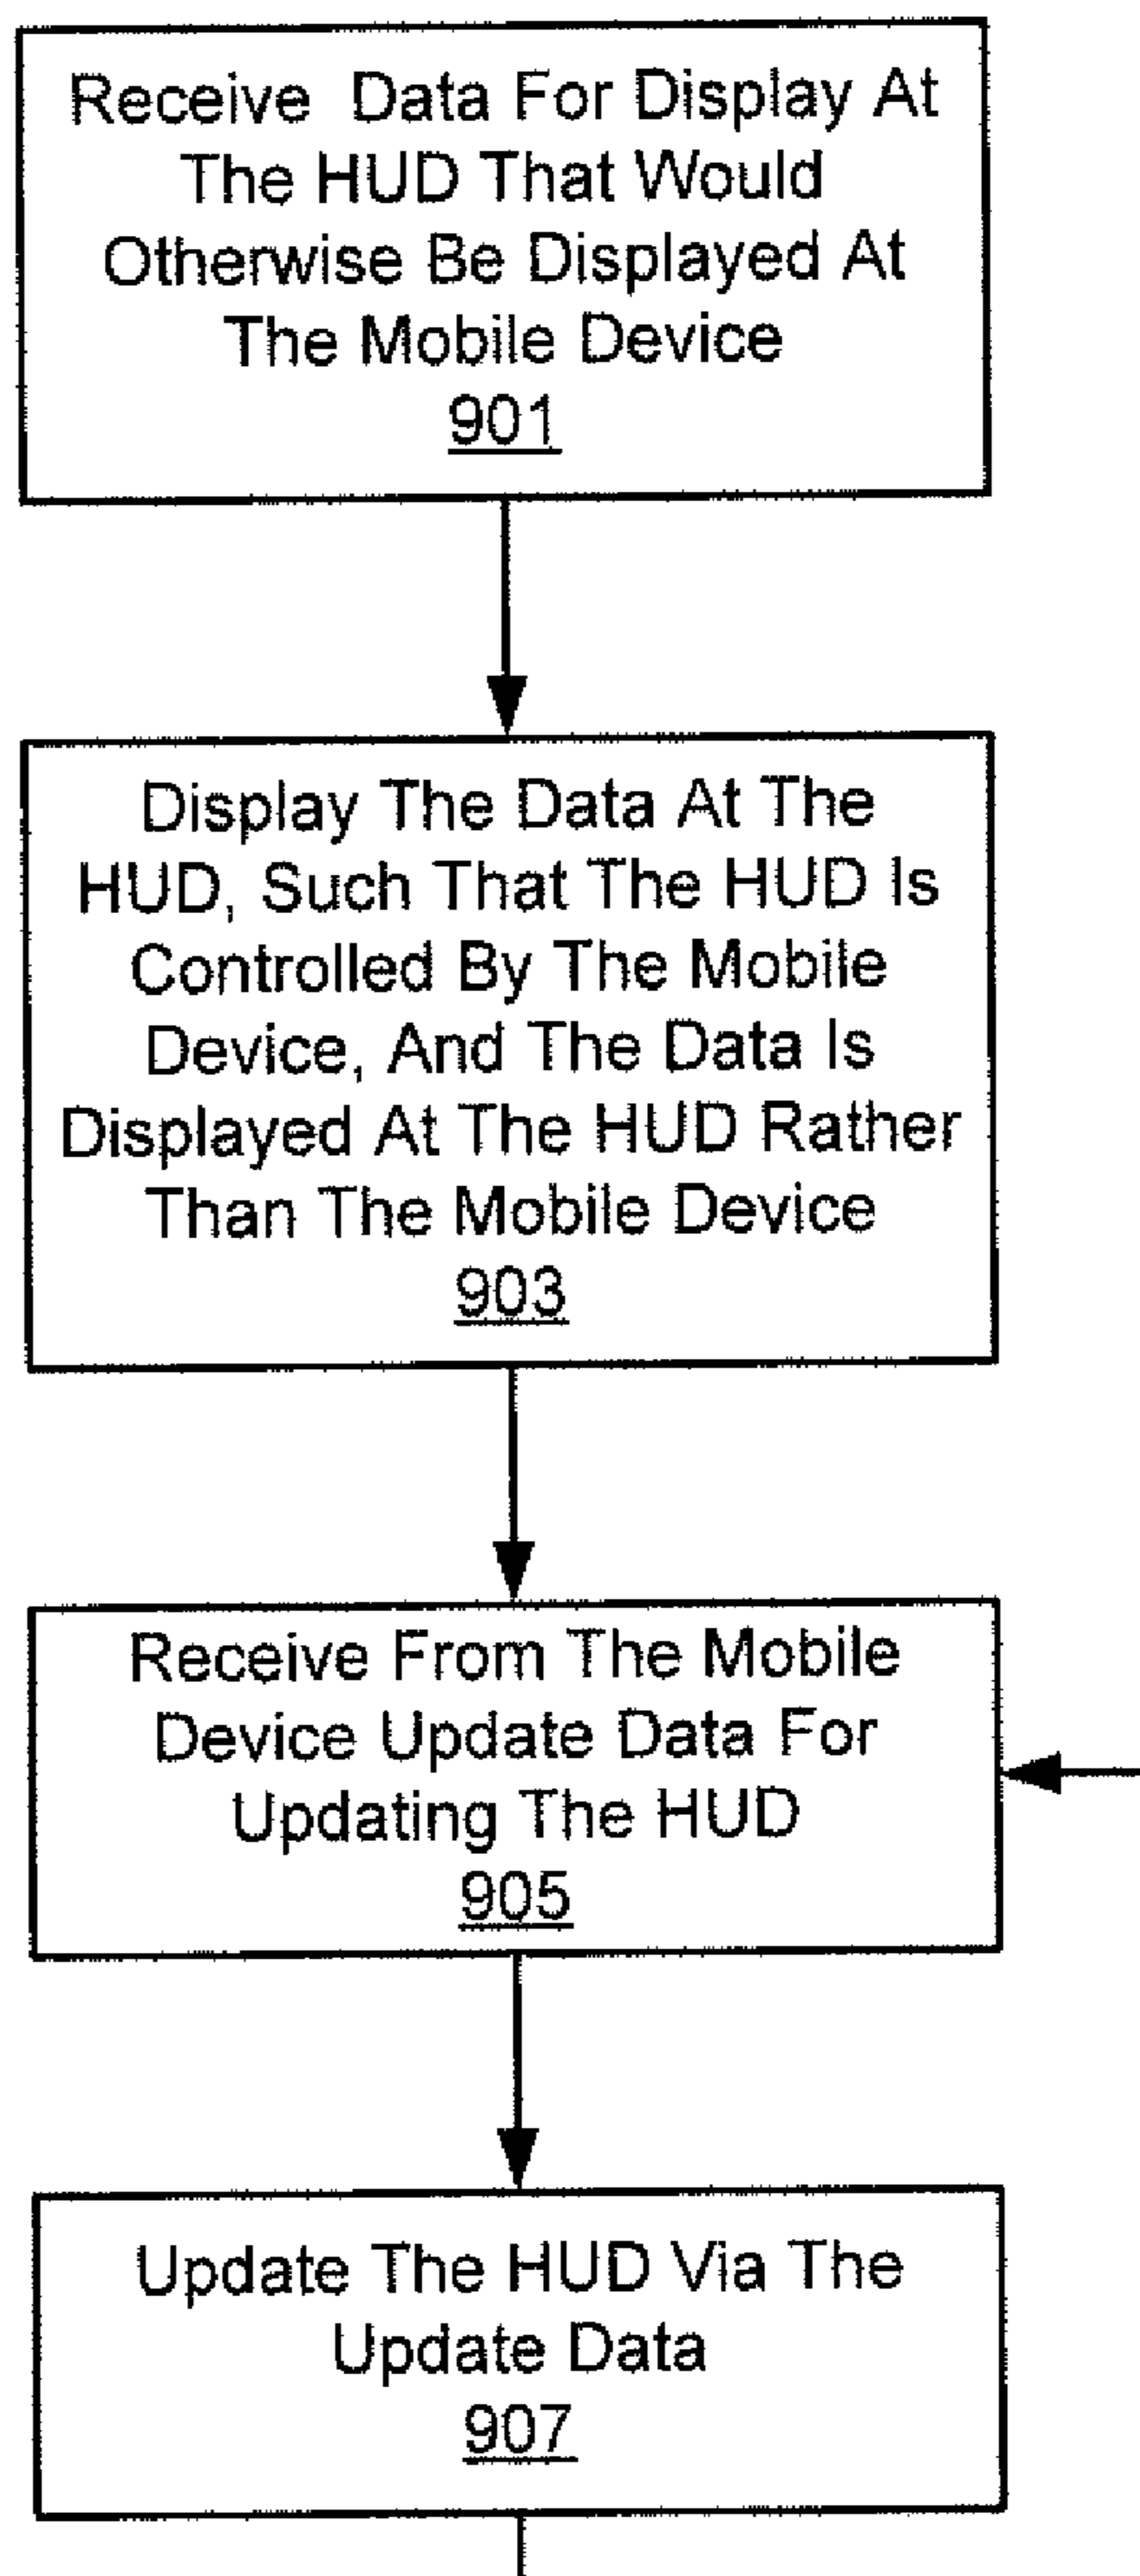 Receive Data For Display At
The HUD That Would
Otherwise Be Displayed At
The Mobile Device
901
Display The Data At The
HUD, Such That The HUD Is
Controlled By The Mobile
Device, And The Data Is
Displayed At The HUD Rather
Than The Mobile Device
903
Receive From The Mobile
Device Update Data For
Updating The HUD
905
Update The HUD Via The
Update Data
907